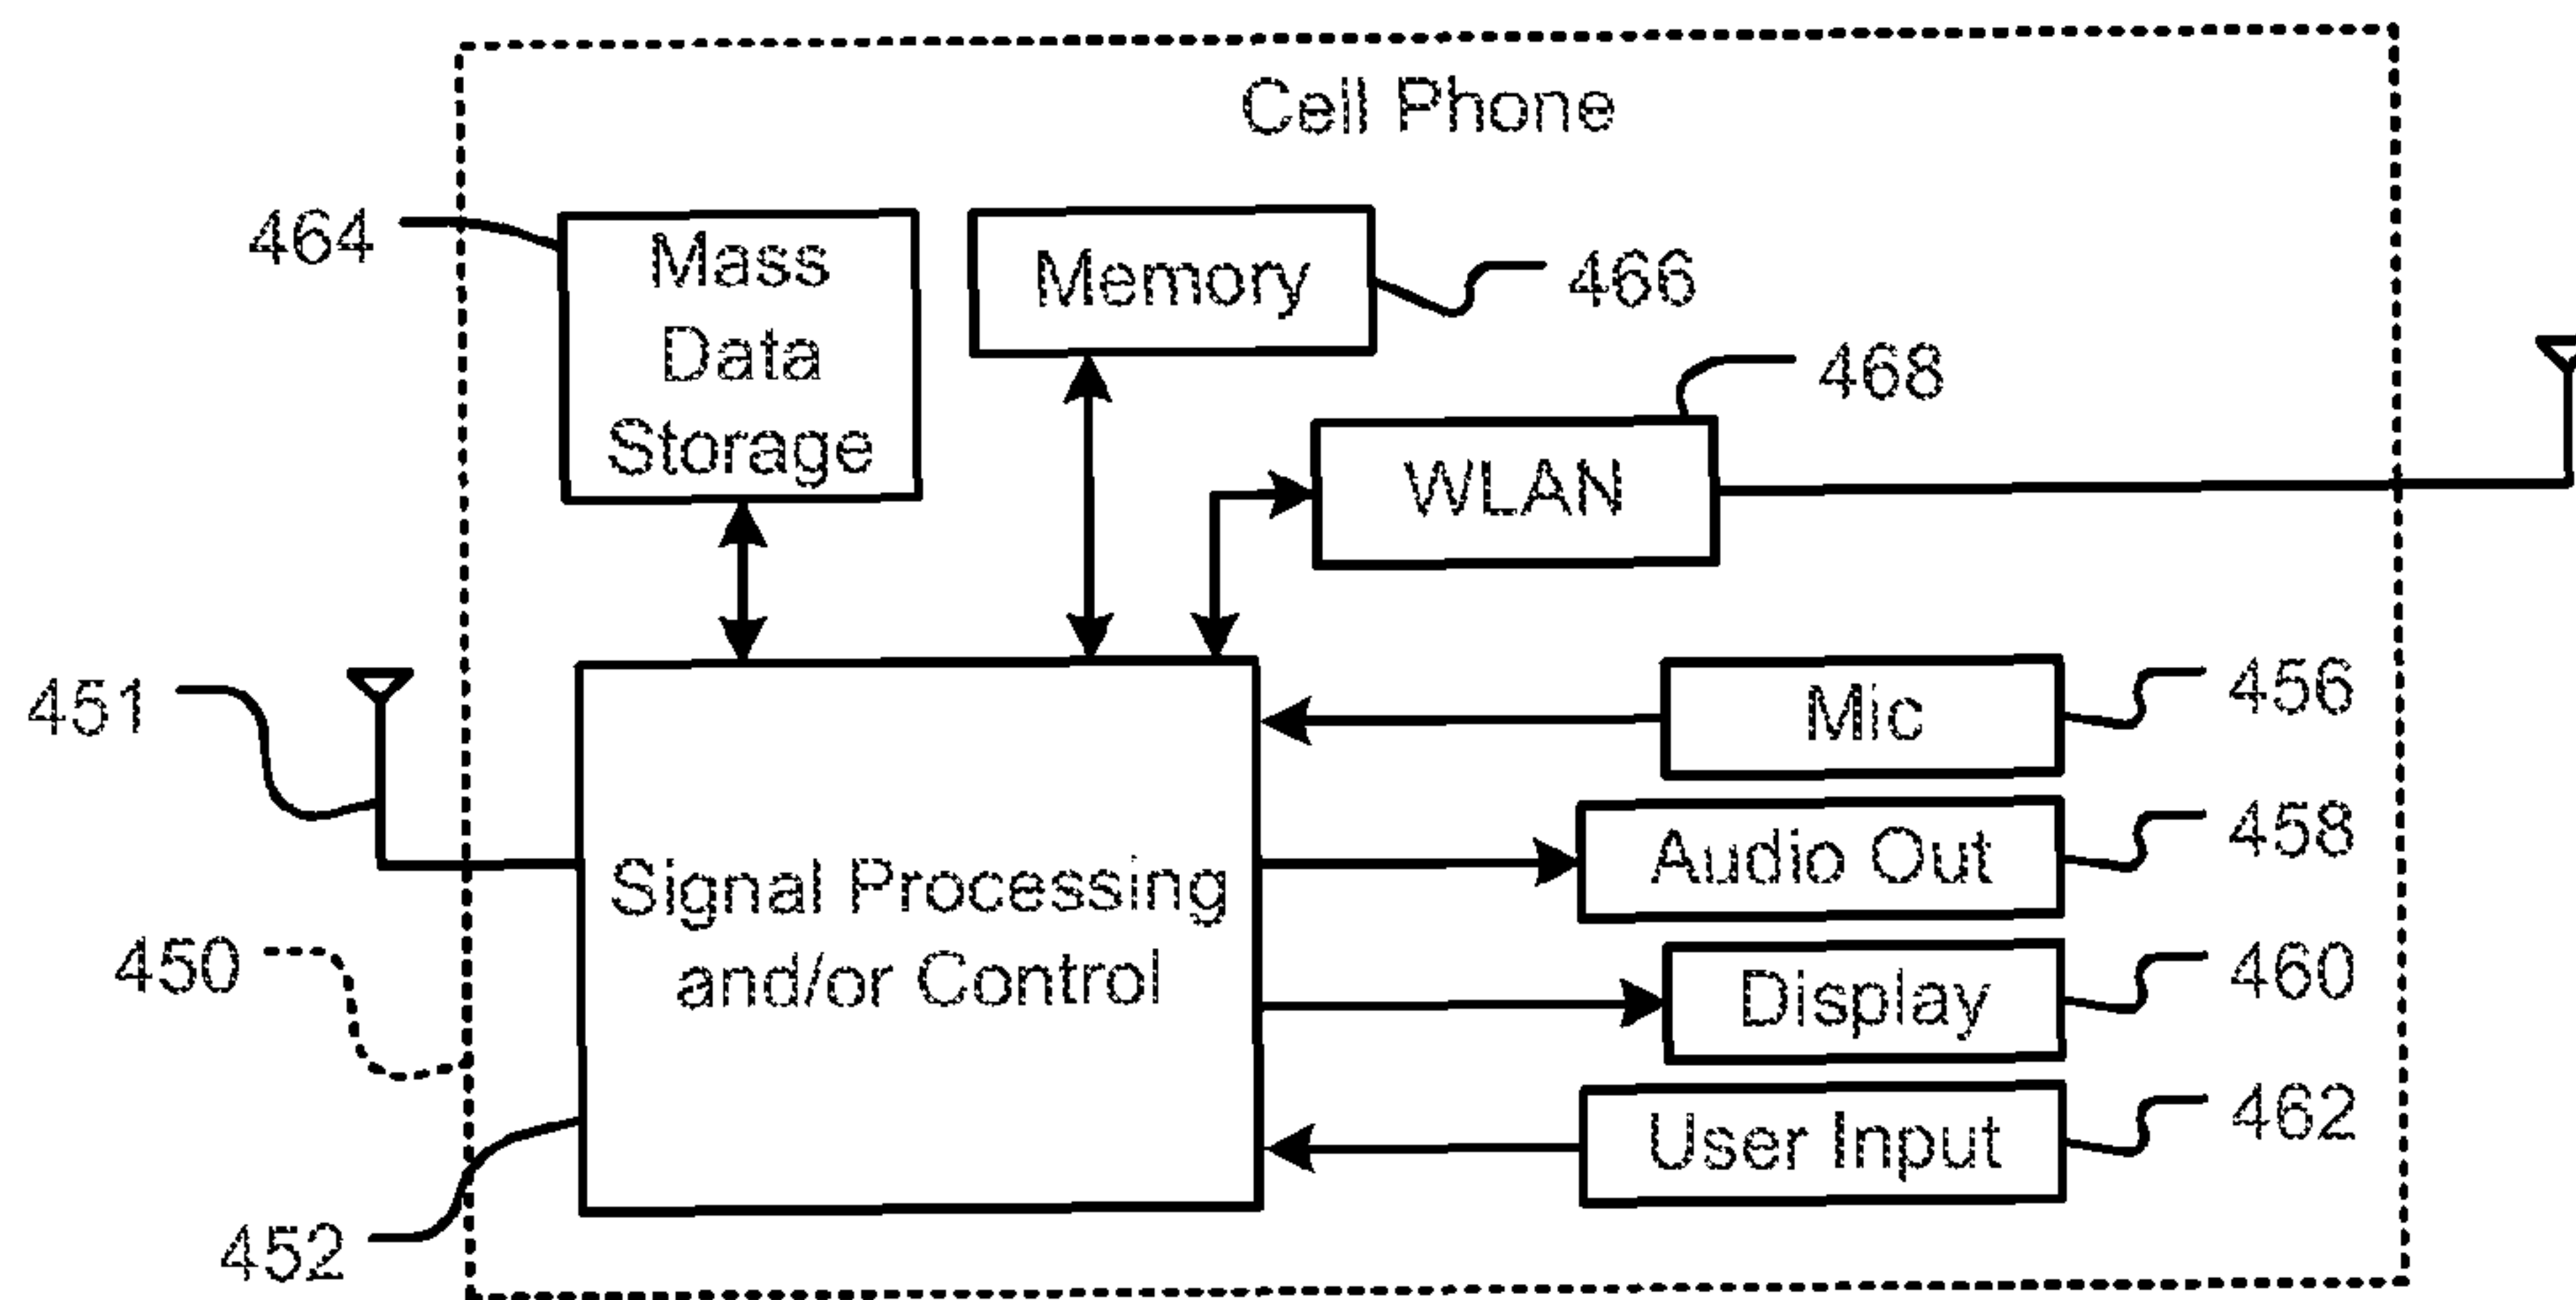 Cell Phone
464
Mass
Data
Storage
Memory
466
468
WLAN
451
Mic
456
Audio Out
458
Signal Processing
and/or Control
450
Display
460
User Input
462
452